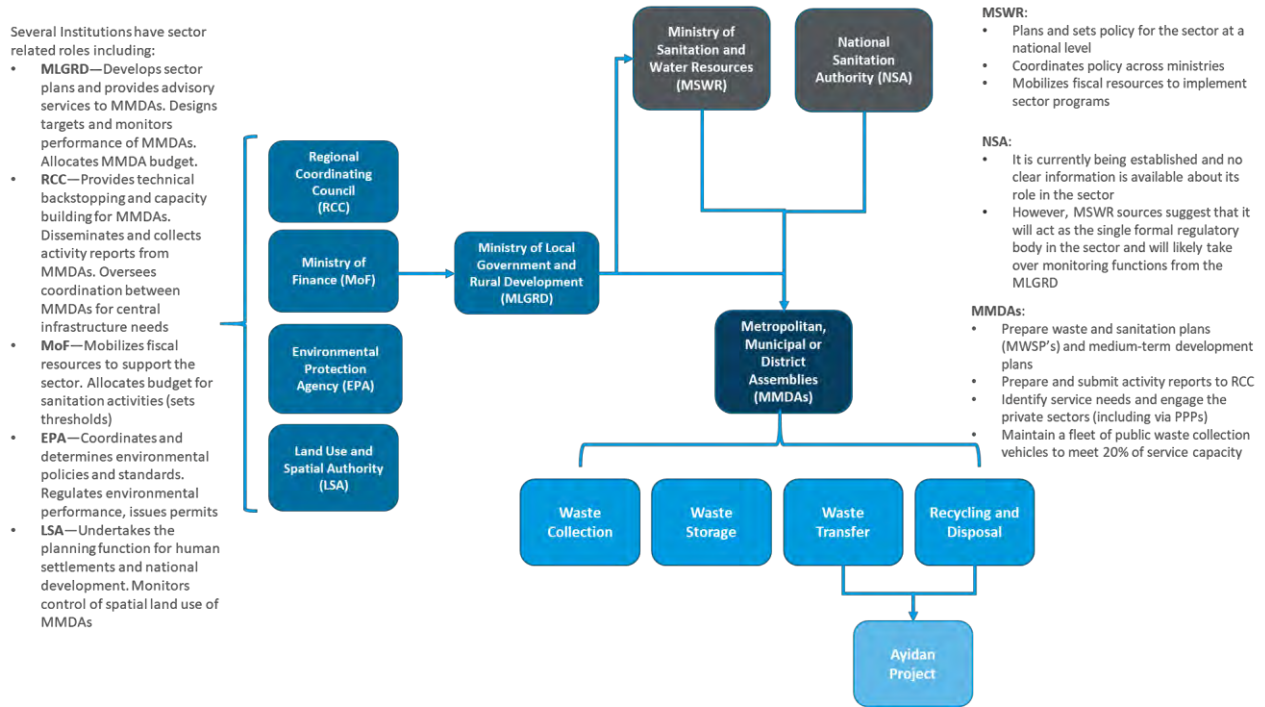 Several Institutions have sector
related roles including:
• MLGRD—Develops sector
plans and provides advisory
services to MMDAs. Designs
targets and monitors
performance of MMDAs.
Allocates MMDA budget.
• RCC—Provides technical
backstopping and capacity
building for MMDAs.
Disseminates and collects
activity reports from
MMDAs. Oversees
coordination between
MMDAs for central
infrastructure needs
• MoF—Mobilizes fiscal
resources to support the
sector. Allocates budget for
sanitation activities (sets
thresholds)
• EPA—Coordinates and
determines environmental
policies and standards.
Regulates environmental
performance, issues permits
• LSA—Undertakes the
planning function for human
settlements and national
development. Monitors
control of spatial land use of
MMDAs
Regional
Coordinating
Council
(RCC)
Ministry of
Finance (MoF)
Environmental
Protection
Agency (EPA)
Land Use and
Spatial Authority
(LSA)
Ministry of Local
Government and
Rural Development
(MLGRD)
Ministry of
Sanitation and
Water Resources
(MSWR)
National
Sanitation
Authority (NSA)
Metropolitan,
Municipal or
District
Assemblies
(MMDAs)
Waste
Collection
Waste
Storage
Waste
Transfer
Recycling and
Disposal
Ayidan
Project
MSWR:
• Plans and sets policy for the sector at a
national level
• Coordinates policy across ministries
• Mobilizes fiscal resources to implement
sector programs
NSA:
• It is currently being established and no
clear information is available about its
role in the sector
• However, MSWR sources suggest that it
will act as the single formal regulatory
body in the sector and will likely take
over monitoring functions from the
MLGRD
MMDAs:
• Prepare waste and sanitation plans
(MWSP's) and medium-term development
plans
• Prepare and submit activity reports to RCC
• Identify service needs and engage the
private sectors (including via PPPs)
• Maintain a fleet of public waste collection
vehicles to meet 20% of service capacity